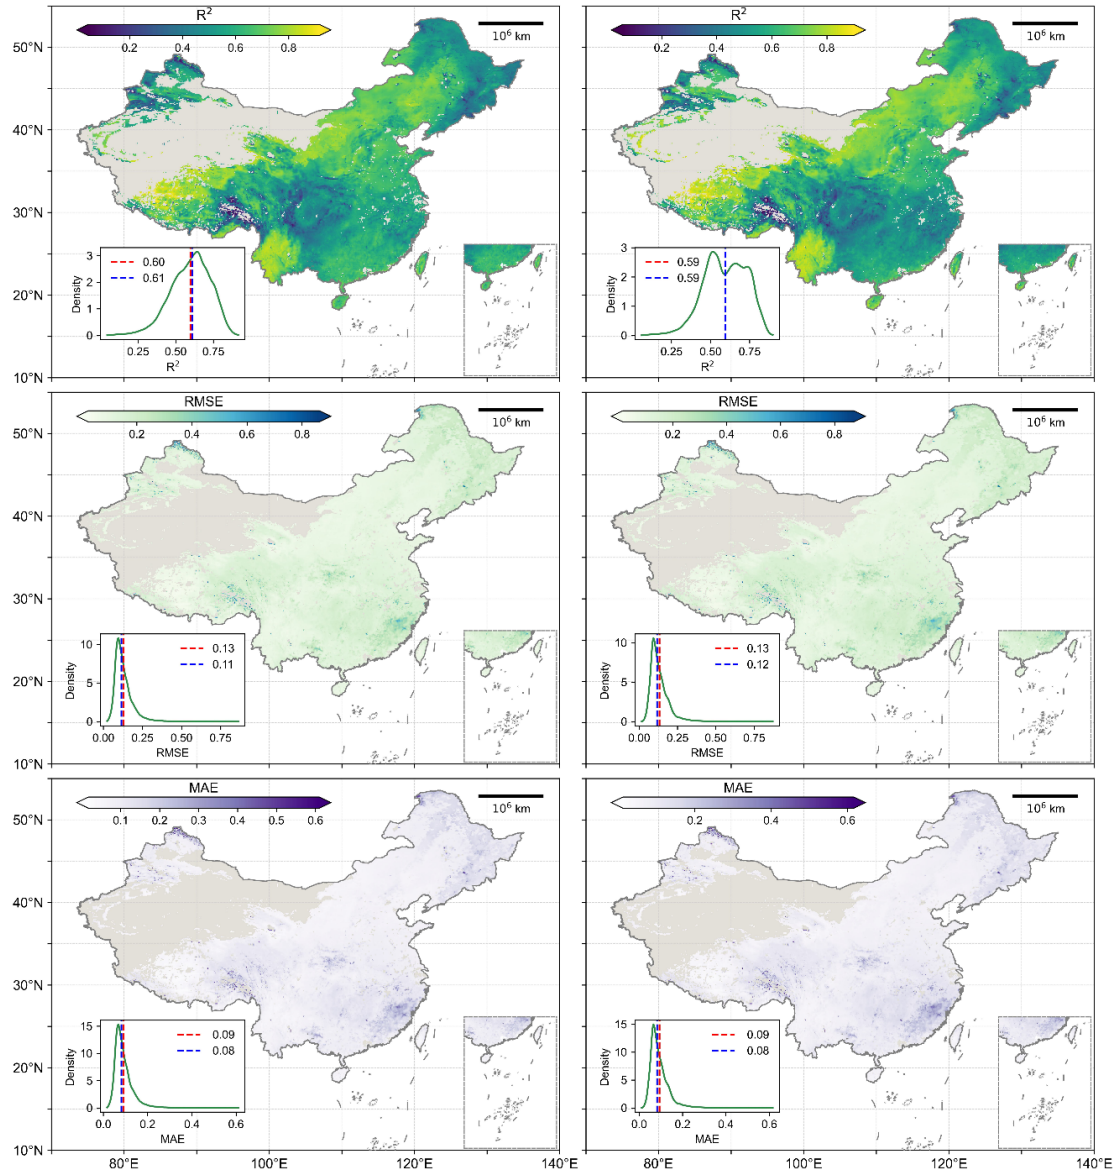 R²
0.2 0.4 0.6 0.8
10⁶ km
50°N
40°N
30°N
20°N
10°N
Density
3
2
1
0
0.60
0.61
0.25 0.50 0.75
R²
R²
0.2 0.4 0.6 0.8
10⁶ km
Density
3
2
1
0
0.59
0.59
0.25 0.50 0.75
R²
RMSE
0.2 0.4 0.6 0.8
10⁶ km
50°N
40°N
30°N
20°N
10°N
Density
10
5
0
0.13
0.11
0.00 0.25 0.50 0.75
RMSE
RMSE
0.2 0.4 0.6 0.8
10⁶ km
Density
10
5
0
0.13
0.12
0.00 0.25 0.50 0.75
RMSE
MAE
0.1 0.2 0.3 0.4 0.5 0.6
10⁶ km
50°N
40°N
30°N
20°N
10°N
Density
15
10
5
0
0.09
0.08
0.0 0.2 0.4 0.6
MAE
80°E 100°E 120°E 140°E
MAE
0.2 0.4 0.6
10⁶ km
Density
15
10
5
0
0.09
0.08
0.0 0.2 0.4 0.6
MAE
80°E 100°E 120°E 140°E